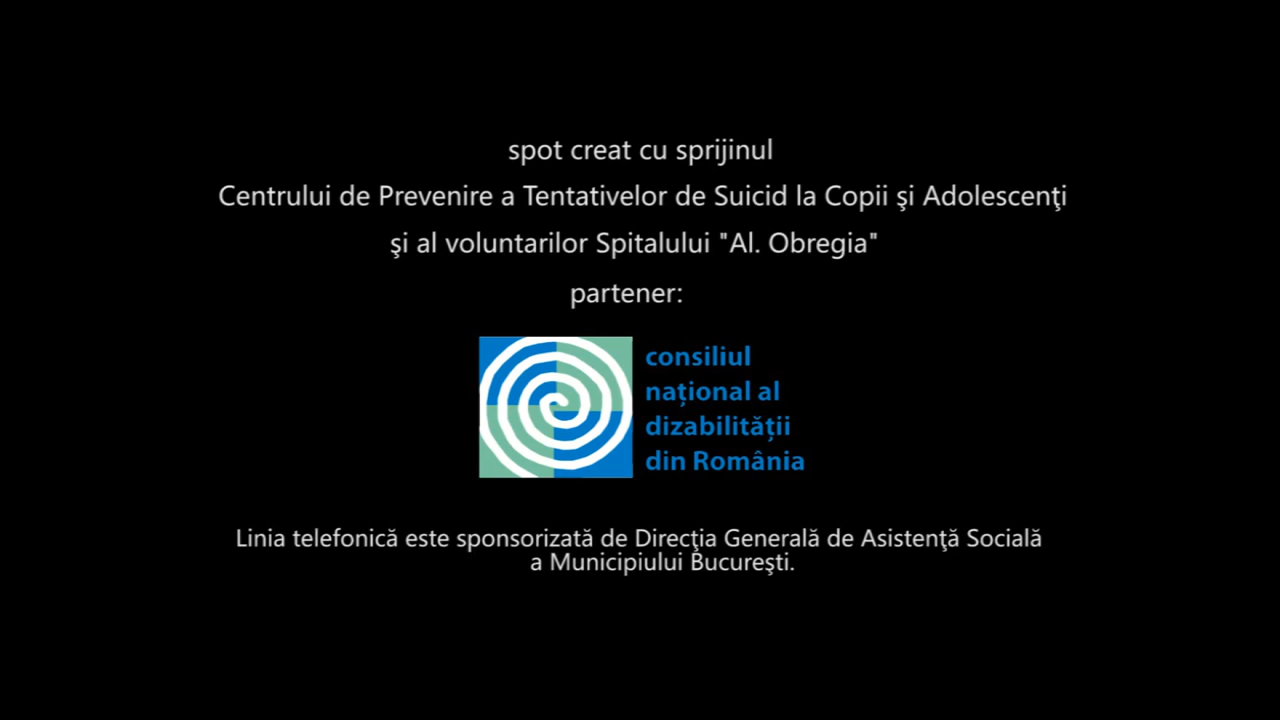 spot creat cu sprijinul
Centrului de Prevenire a Tentativelor de Suicid la Copii şi Adolescenţi
şi al voluntarilor Spitalului "Al. Obregia"
partener:
consiliul
național al
dizabilității
din România
Linia telefonică este sponsorizată de Direcţia Generală de Asistenţă Socială
a Municipiului Bucureşti.